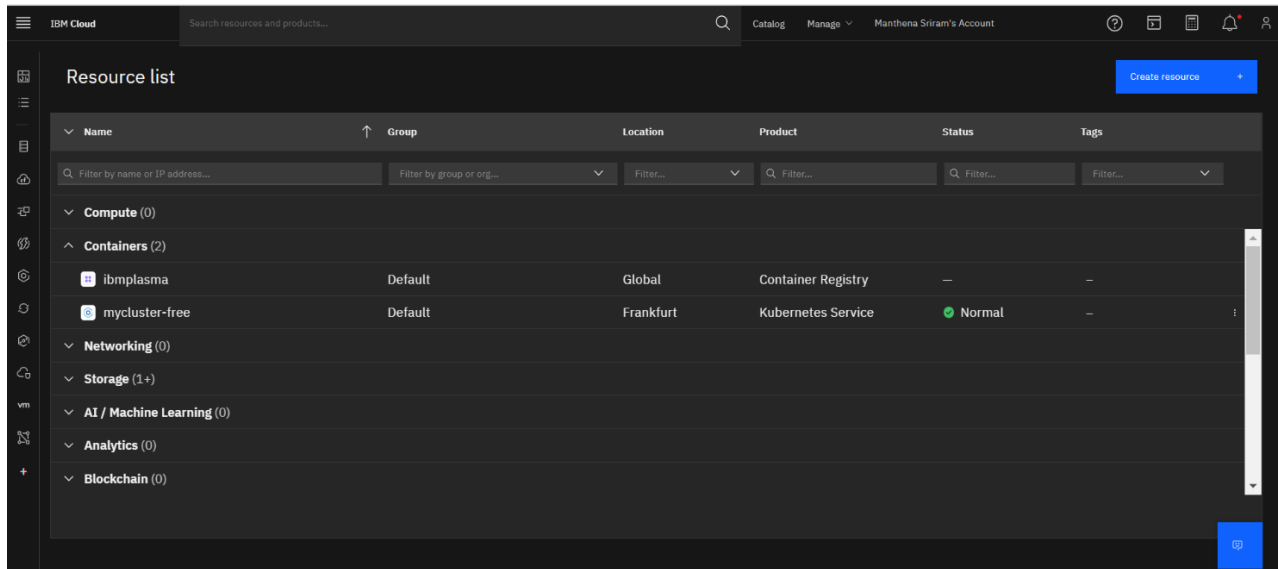 IBM Cloud Search resources and products... Catalog Manage Manthena Sriram's Account
Resource list Create resource +
Name Group Location Product Status Tags
Filter by name or IP address... Filter by group or org... Filter... Filter... Filter... Filter...
Compute (0)
Containers (2)
ibmplasma Default Global Container Registry — –
mycluster-free Default Frankfurt Kubernetes Service Normal –
Networking (0)
Storage (1+)
AI / Machine Learning (0)
vm
Analytics (0)
Blockchain (0)